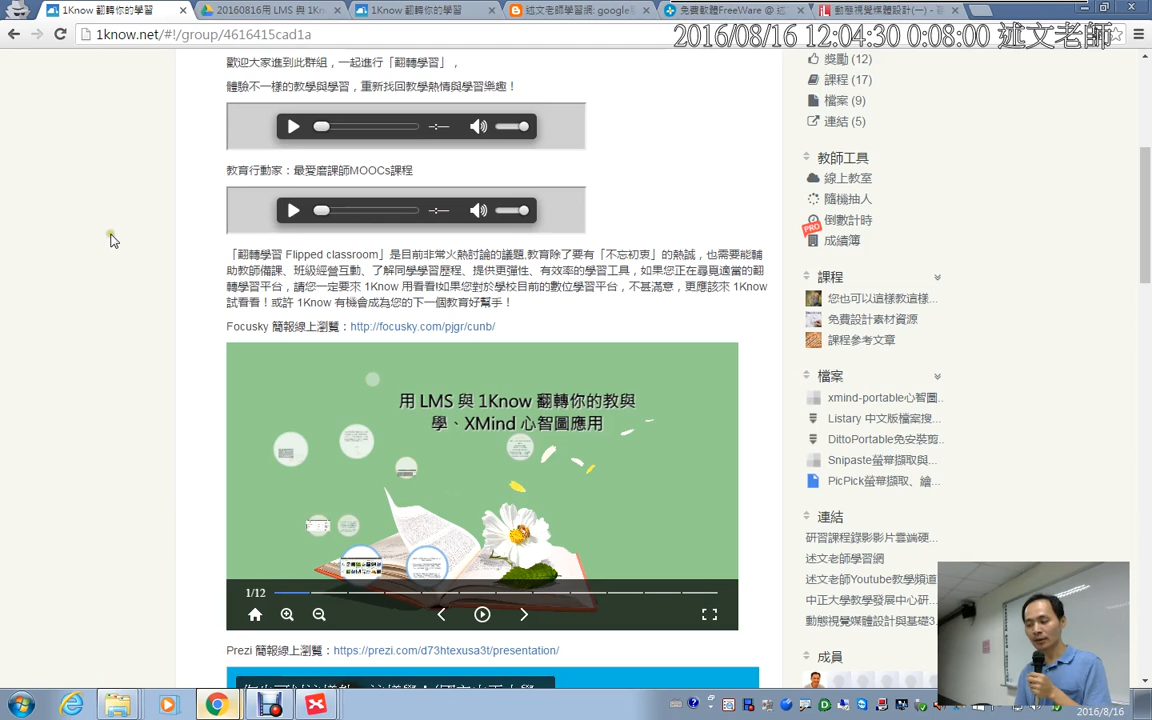 1Know 翻轉你的學習
20160816用 LMS 與 1Kn
1Know 翻轉你的學習
述文老師學習網: google
免費軟體FreeWare @ 述
動態視覺媒體設計(一) -
1know.net/#!/group/4616415cad1a
2016/08/16 12:04:30 0:08:00 述文老師
歡迎大家進到此群組，一起進行「翻轉學習」，
體驗不一樣的教學與學習，重新找回教學熱情與學習樂趣！
教育行動家：最愛磨課師MOOCs課程
「翻轉學習 Flipped classroom」是目前非常火熱討論的議題,教育除了要有「不忘初衷」的熱誠，也需要能輔
助教師備課、班級經營互動、了解同學學習歷程、提供更彈性、有效率的學習工具，如果您正在尋覓適當的翻
轉學習平台，請您一定要來 1Know 用看看!如果您對於學校目前的數位學習平台，不甚滿意，更應該來 1Know
試看看！或許 1Know 有機會成為您的下一個教育好幫手！
Focusky 簡報線上瀏覽：http://focusky.com/pjgr/cunb/
用 LMS 與 1Know 翻轉你的教與
學、XMind 心智圖應用
1/12
Prezi 簡報線上瀏覽：https://prezi.com/d73htexusa3t/presentation/
獎勵 (12)
課程 (17)
檔案 (9)
連結 (5)
教師工具
線上教室
隨機抽人
倒數計時
PRO
成績簿
課程
您也可以這樣教這樣...
免費設計素材資源
課程參考文章
檔案
xmind-portable心智圖...
Listary 中文版檔案搜...
DittoPortable免安裝剪...
Snipaste螢幕擷取與...
PicPick螢幕擷取、繪...
連結
研習課程錄影影片雲端硬...
述文老師學習網
述文老師Youtube教學頻道
中正大學教學發展中心研...
動態視覺媒體設計與基礎3...
成員
2016/8/16